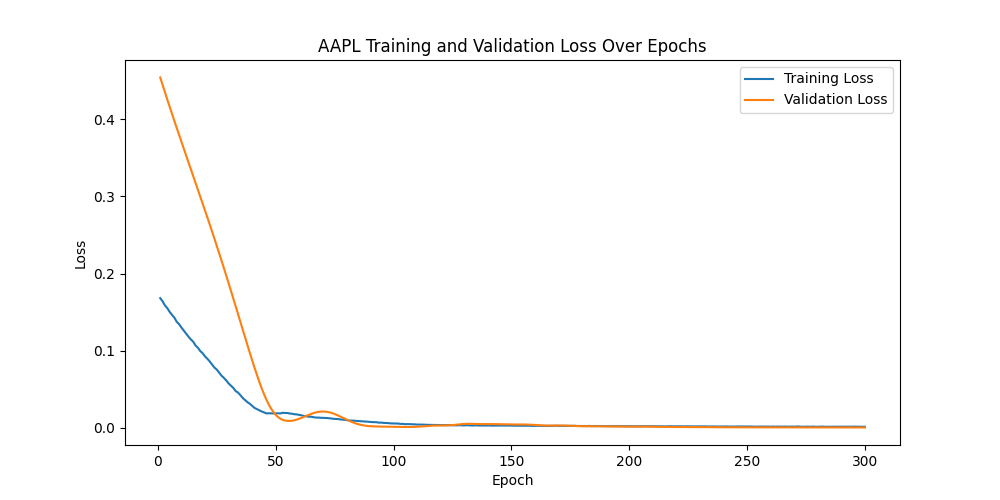 AAPL Training and Validation Loss Over Epochs
Training Loss
Validation Loss
Loss
0.4
0.3
0.2
0.1
0.0
0 50 100 150 200 250 300
Epoch